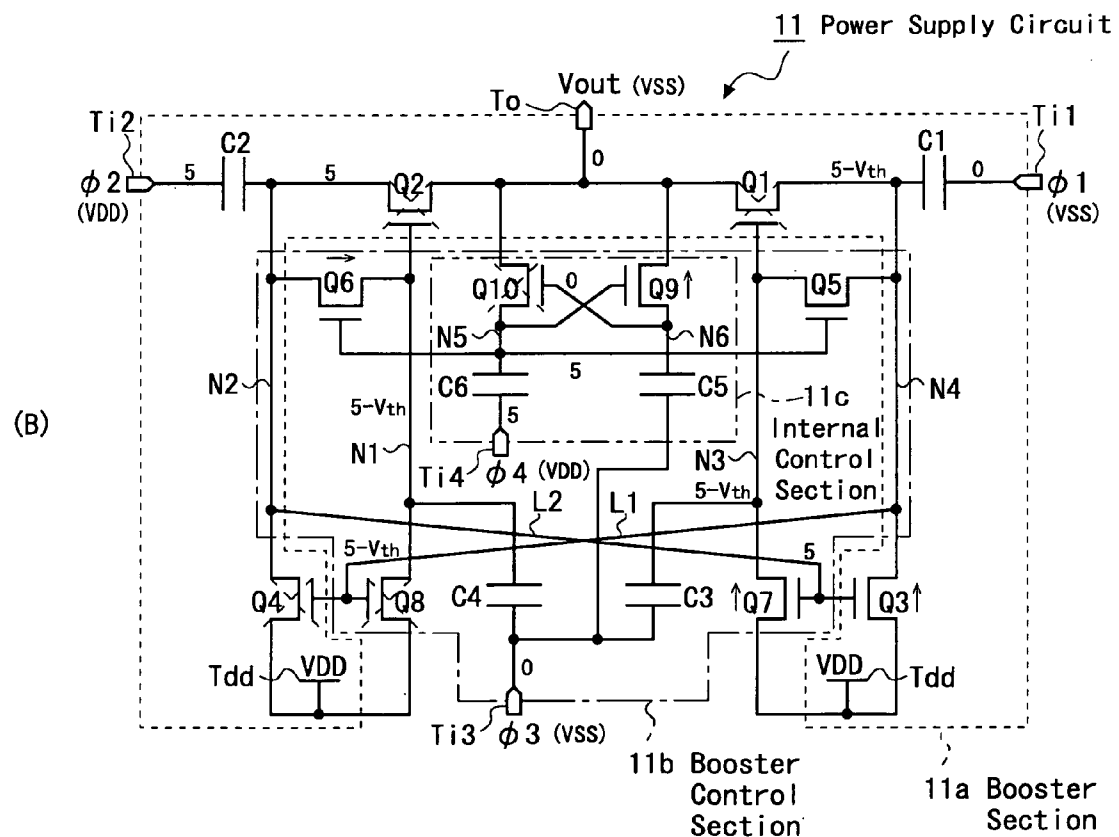 11 Power Supply Circuit
Vout (VSS)
To
Ti2
C2
C1
Ti1
5
5
Q2
0
Q1
5-Vth
0
φ2
(VDD)
φ1
(VSS)
Q6
Q10
0
Q9
Q5
N5
N6
N2
C6
5
C5
N4
(B)
5-Vth
5
11c
Internal
Control
Section
N1
Ti4
φ4 (VDD)
N3
5-Vth
L2
L1
5-Vth
5
Q4
Q8
C4
C3
Q7
Q3
Tdd
VDD
0
VDD
Tdd
Ti3
φ3 (VSS)
11b Booster
Control
Section
11a Booster
Section